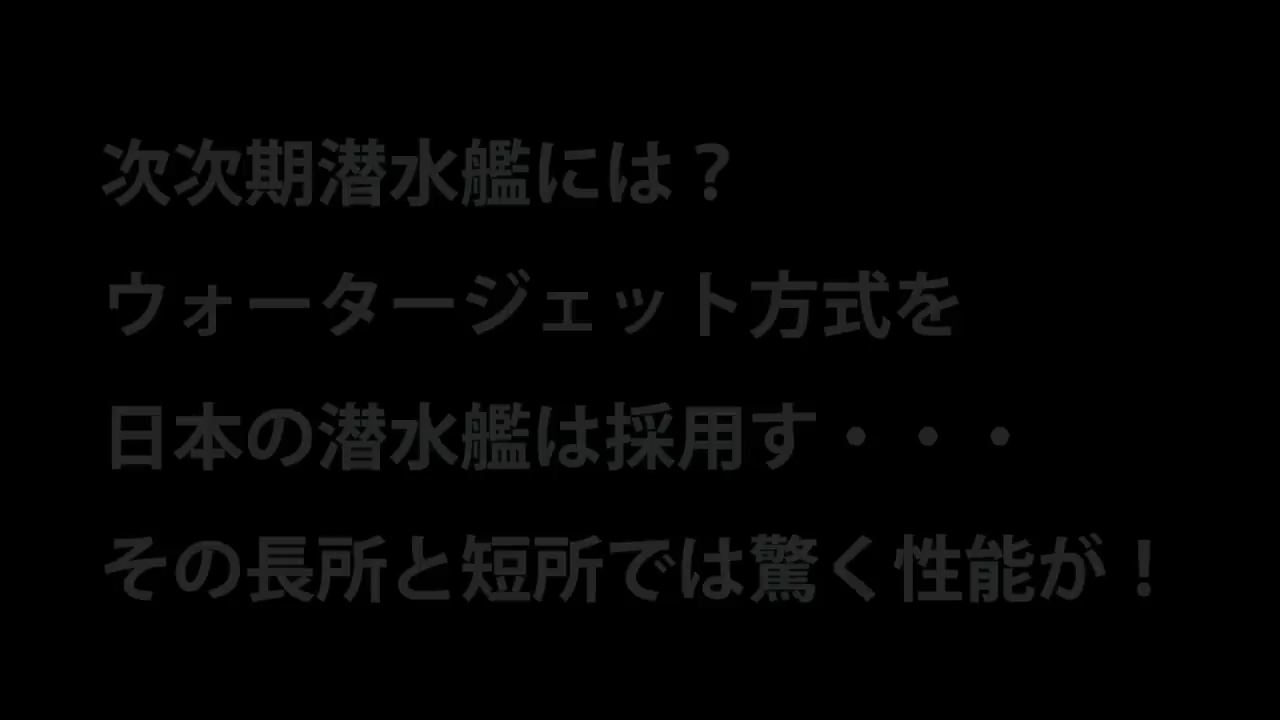 次次期潜水艦には？
ウォータージェット方式を
日本の潜水艦は採用す・・・
その長所と短所では驚く性能が！